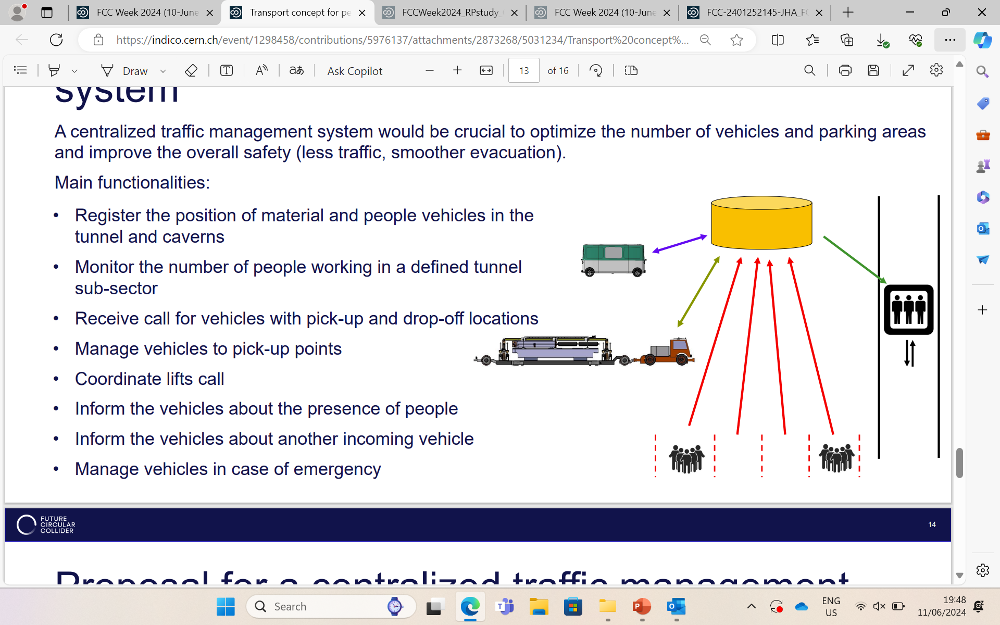 FCC Week 2024 (10-June
Transport concept for pe
FCCWeek2024_RPstudy_
FCC Week 2024 (10-June
FCC-2401252145-JHA_FC
https://indico.cern.ch/event/1298458/contributions/5976137/attachments/2873268/5031234/Transport%20concept%...
Draw
Ask Copilot
13
of 16
system
A centralized traffic management system would be crucial to optimize the number of vehicles and parking areas
and improve the overall safety (less traffic, smoother evacuation).
Main functionalities:
• Register the position of material and people vehicles in the
tunnel and caverns
• Monitor the number of people working in a defined tunnel
sub-sector
• Receive call for vehicles with pick-up and drop-off locations
• Manage vehicles to pick-up points
• Coordinate lifts call
• Inform the vehicles about the presence of people
• Inform the vehicles about another incoming vehicle
• Manage vehicles in case of emergency
FUTURE
CIRCULAR
COLLIDER
14
Proposal for a centralized traffic management
Search
ENG
US
19:48
11/06/2024